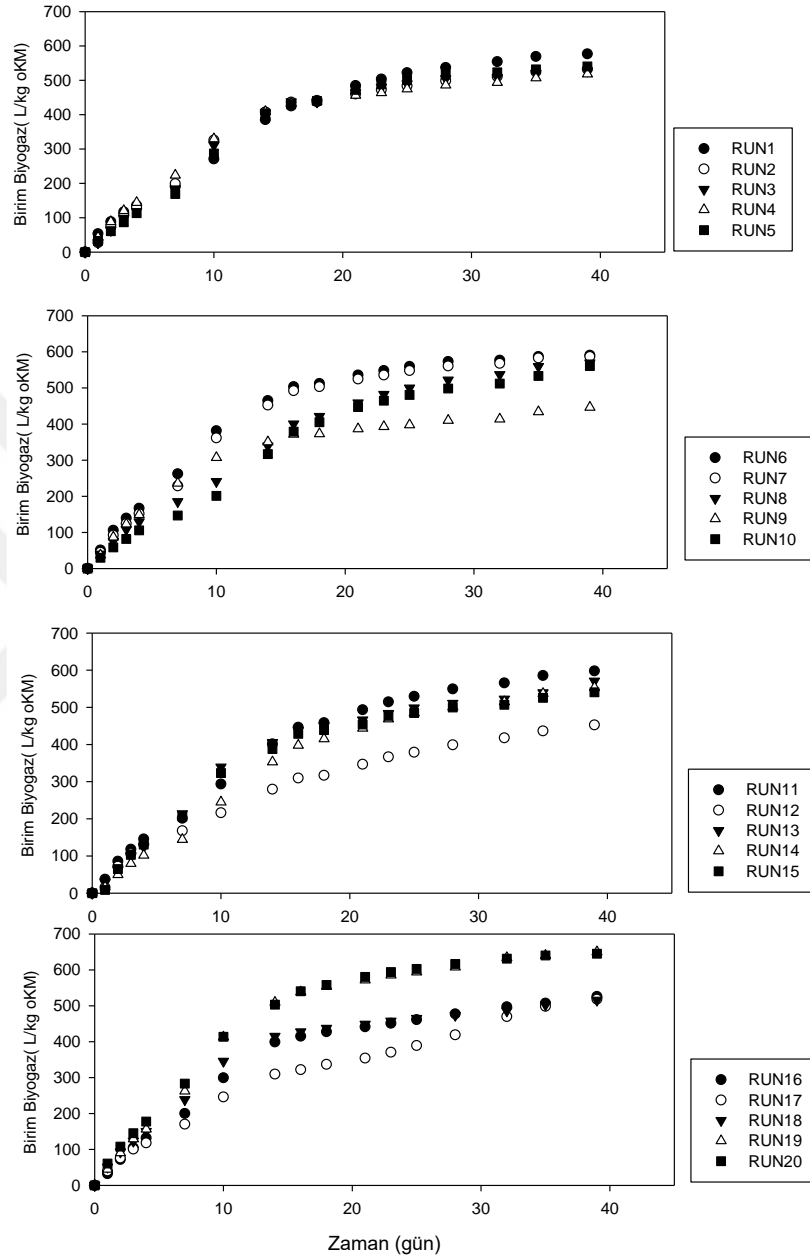 700
600
500
400
300
200
100
0
Birim Biyogaz( L/kg oKM)
0 10 20 30 40
RUN1
RUN2
RUN3
RUN4
RUN5
700
600
500
400
300
200
100
0
Birim Biyogaz( L/kg oKM)
0 10 20 30 40
RUN6
RUN7
RUN8
RUN9
RUN10
700
600
500
400
300
200
100
0
Birim Biyogaz( L/kg oKM)
0 10 20 30 40
RUN11
RUN12
RUN13
RUN14
RUN15
700
600
500
400
300
200
100
0
Birim Biyogaz( L/kg oKM)
0 10 20 30 40
RUN16
RUN17
RUN18
RUN19
RUN20
Zaman (gün)